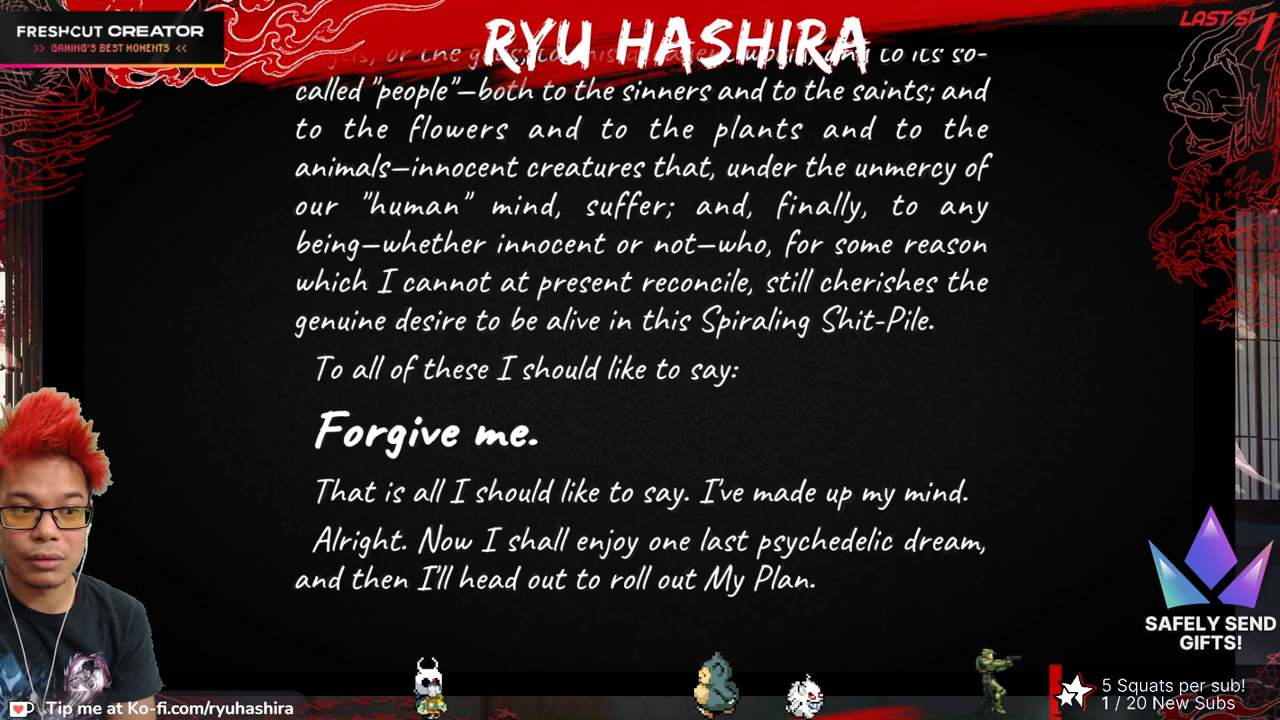 FRESHCUT CREATOR
>> GAMING'S BEST MOMENTS <<
RYU HASHIRA
to its so-
called "people"—both to the sinners and to the saints; and
to the flowers and to the plants and to the
animals—innocent creatures that, under the unmercy of
our "human" mind, suffer; and, finally, to any
being—whether innocent or not—who, for some reason
which I cannot at present reconcile, still cherishes the
genuine desire to be alive in this Spiraling Shit-Pile.
To all of these I should like to say:
Forgive me.
That is all I should like to say. I've made up my mind.
Alright. Now I shall enjoy one last psychedelic dream,
and then I'll head out to roll out My Plan.
SAFELY SEND
GIFTS!
5 Squats per sub!
1 / 20 New Subs
Tip me at Ko-fi.com/ryuhashira
LAST